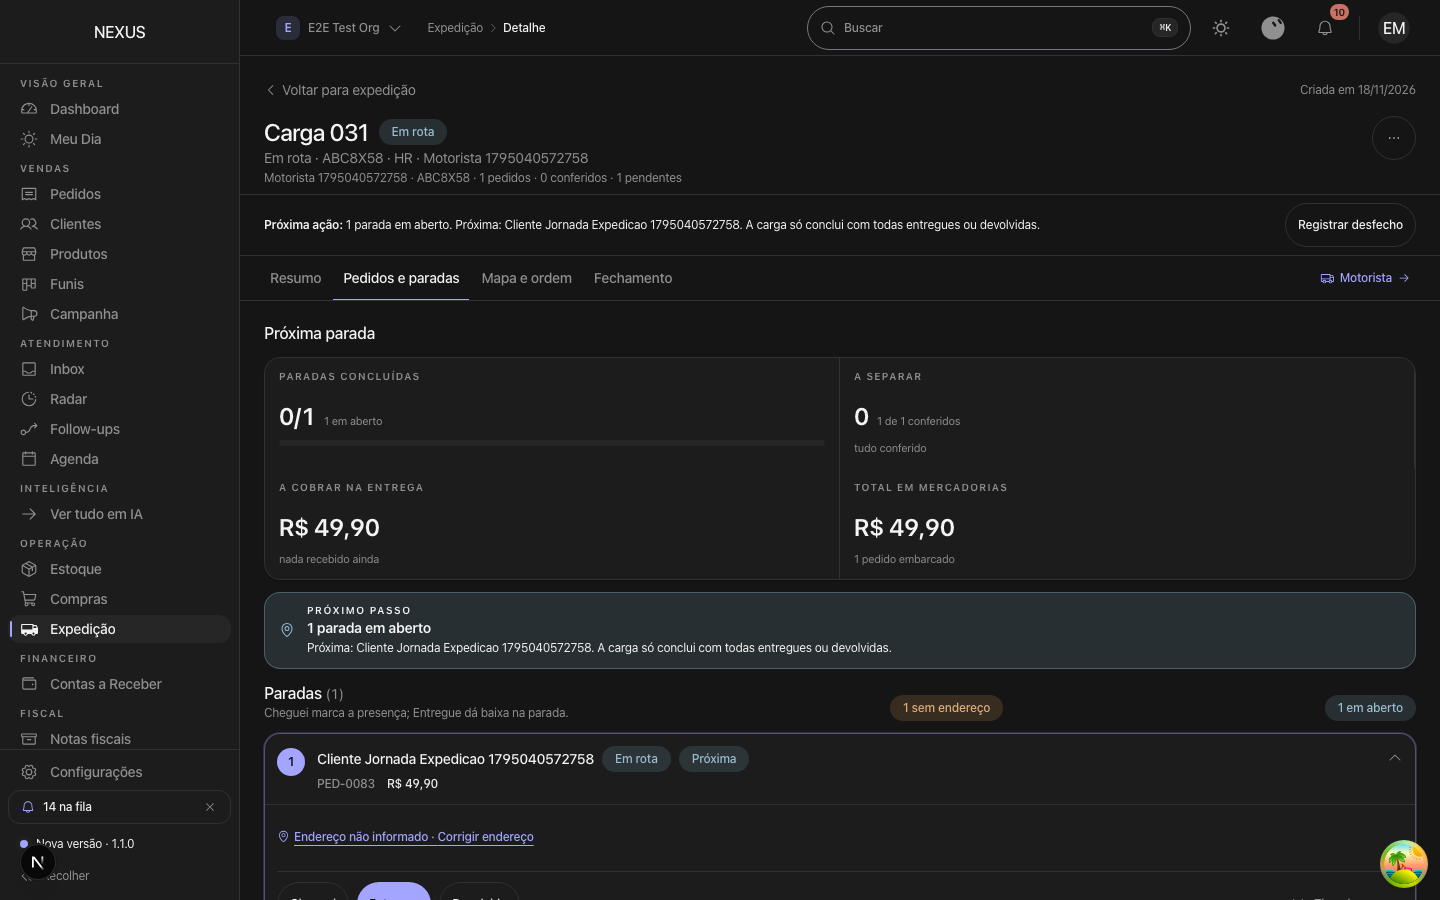 NEXUS
E
E2E Test Org
Expedição
Detalhe
Buscar
⌘K
10
EM
VISÃO GERAL
Dashboard
Meu Dia
VENDAS
Pedidos
Clientes
Produtos
Funis
Campanha
ATENDIMENTO
Inbox
Radar
Follow-ups
Agenda
INTELIGÊNCIA
Ver tudo em IA
OPERAÇÃO
Estoque
Compras
Expedição
FINANCEIRO
Contas a Receber
FISCAL
Notas fiscais
Configurações
14 na fila
Nova versão · 1.1.0
N
Voltar para expedição
Criada em 18/11/2026
Carga 031
Em rota
···
Em rota · ABC8X58 · HR · Motorista 1795040572758
Motorista 1795040572758 · ABC8X58 · 1 pedidos · 0 conferidos · 1 pendentes
Próxima ação: 1 parada em aberto. Próxima: Cliente Jornada Expedicao 1795040572758. A carga só conclui com todas entregues ou devolvidas.
Registrar desfecho
Resumo
Pedidos e paradas
Mapa e ordem
Fechamento
Motorista
Próxima parada
PARADAS CONCLUÍDAS
0/1 1 em aberto
A SEPARAR
0 1 de 1 conferidos
tudo conferido
A COBRAR NA ENTREGA
R$ 49,90
nada recebido ainda
TOTAL EM MERCADORIAS
R$ 49,90
1 pedido embarcado
PRÓXIMO PASSO
1 parada em aberto
Próxima: Cliente Jornada Expedicao 1795040572758. A carga só conclui com todas entregues ou devolvidas.
Paradas (1)
Cheguei marca a presença; Entregue dá baixa na parada.
1 sem endereço
1 em aberto
1
Cliente Jornada Expedicao 1795040572758
Em rota
Próxima
PED-0083 R$ 49,90
Endereço não informado · Corrigir endereço